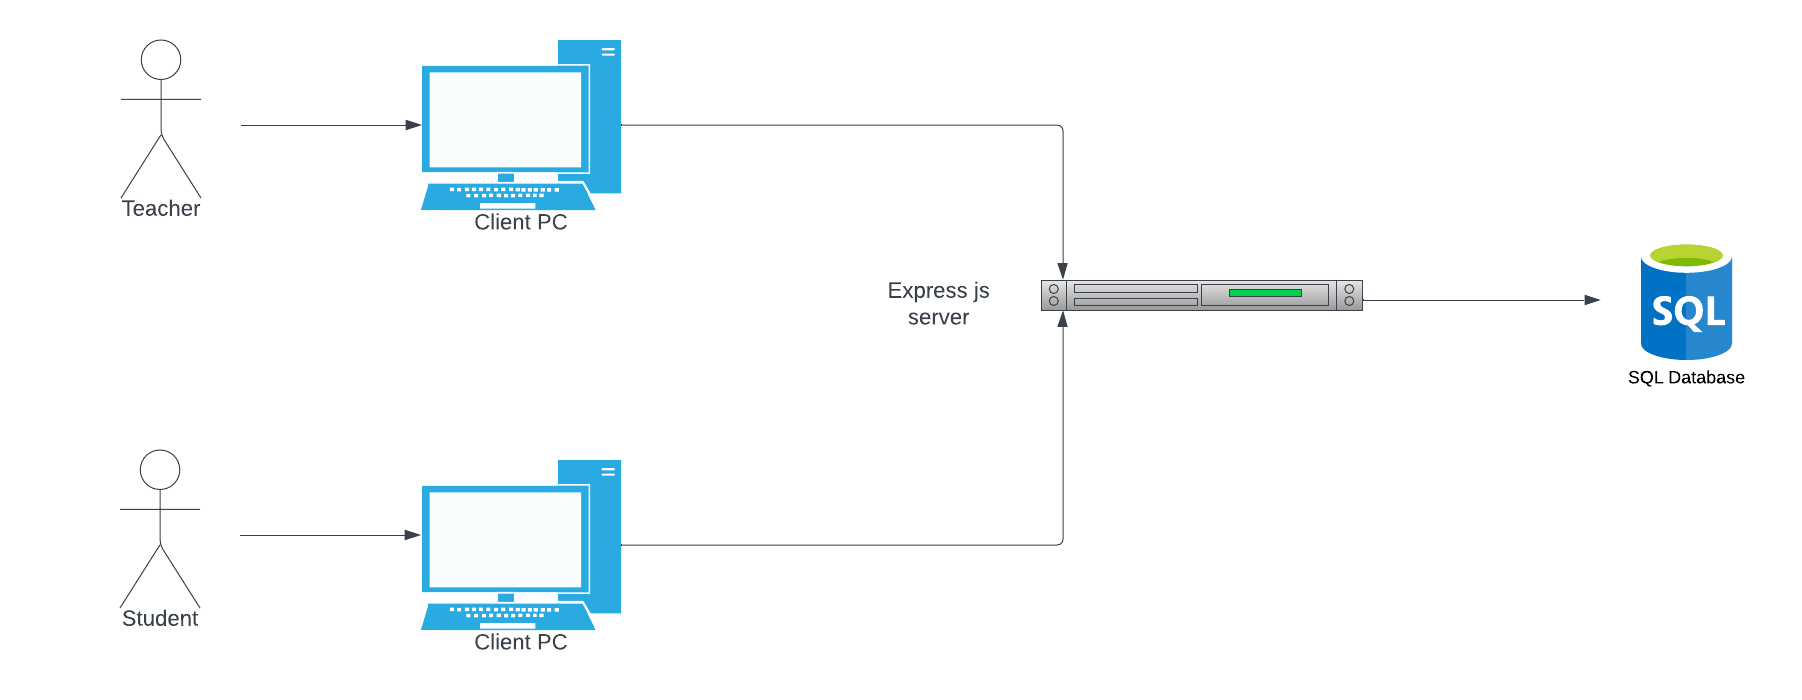 Teacher
Client PC
Express js
server
SQL
SQL Database
Student
Client PC